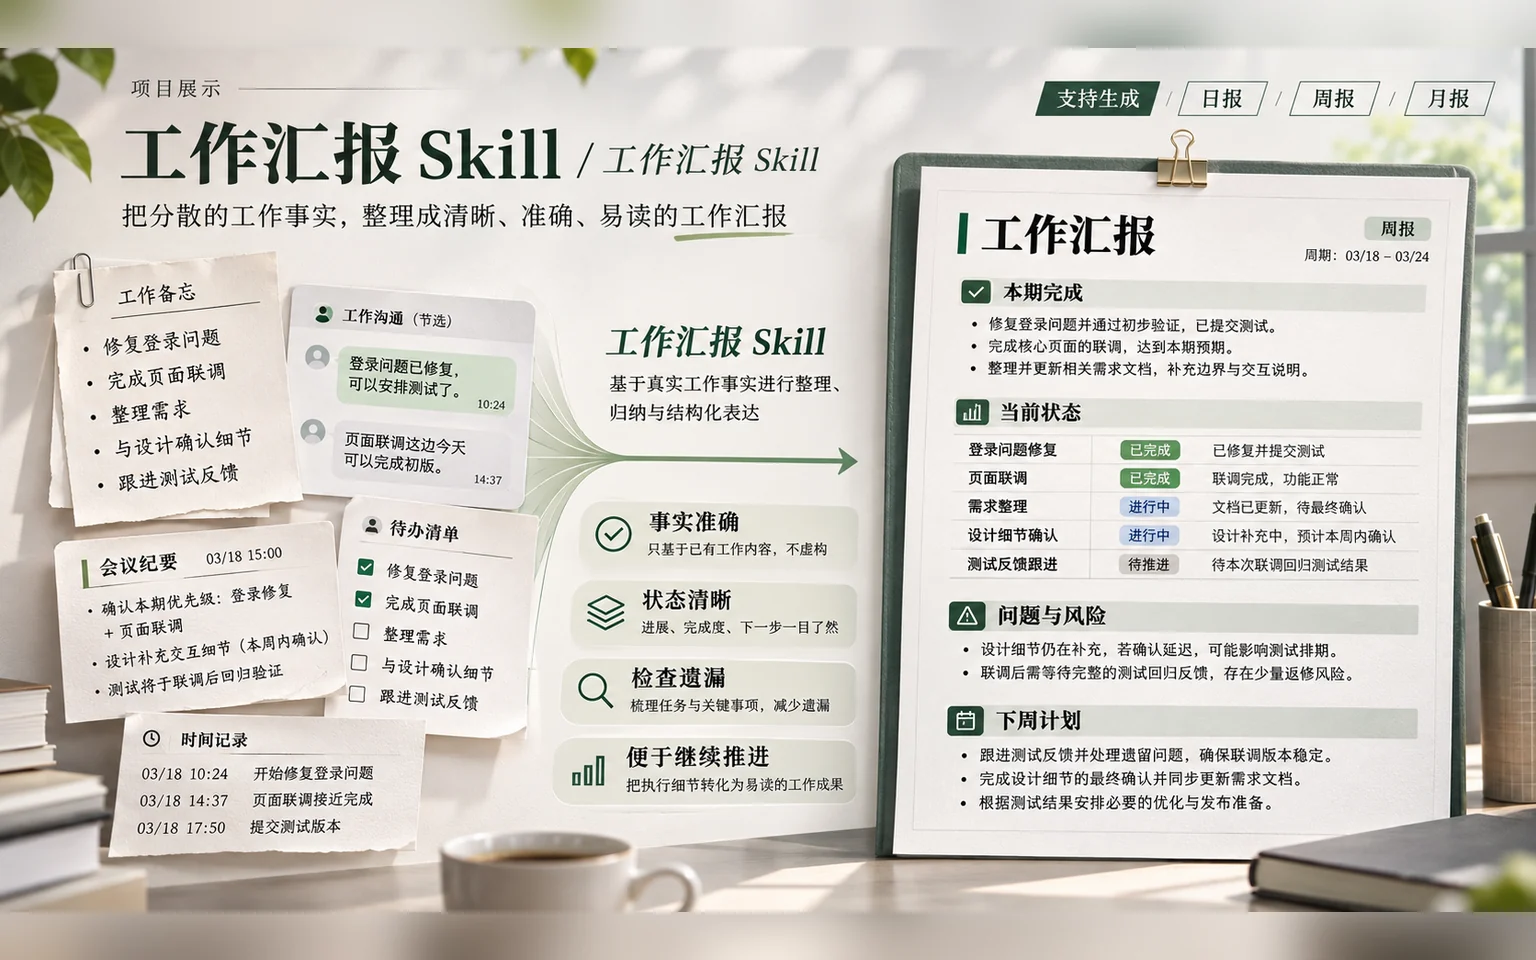 项目展示
工作汇报 Skill / 工作汇报 Skill
把分散的工作事实，整理成清晰、准确、易读的工作汇报
支持生成 / 日报 / 周报 / 月报
工作备忘
• 修复登录问题
• 完成页面联调
• 整理需求
• 与设计确认细节
• 跟进测试反馈
工作沟通（节选）
登录问题已修复，
可以安排测试了。
10:24
页面联调这边今天
可以完成初版。
14:37
会议纪要 03/18 15:00
• 确认本期优先级：登录修复
+ 页面联调
• 设计补充交互细节（本周内确认）
• 测试将于联调后回归验证
待办清单
修复登录问题
完成页面联调
整理需求
与设计确认细节
跟进测试反馈
时间记录
03/18 10:24 开始修复登录问题
03/18 14:37 页面联调接近完成
03/18 17:50 提交测试版本
工作汇报 Skill
基于真实工作事实进行整理、
归纳与结构化表达
事实准确
只基于已有工作内容，不虚构
状态清晰
进展、完成度、下一步一目了然
检查遗漏
梳理任务与关键事项，减少遗漏
便于继续推进
把执行细节转化为易读的工作成果
工作汇报
周报
周期：03/18 – 03/24
本期完成
• 修复登录问题并通过初步验证，已提交测试。
• 完成核心页面的联调，达到本期预期。
• 整理并更新相关需求文档，补充边界与交互说明。
当前状态
登录问题修复 已完成 已修复并提交测试
页面联调 已完成 联调完成，功能正常
需求整理 进行中 文档已更新，待最终确认
设计细节确认 进行中 设计补充中，预计本周内确认
测试反馈跟进 待推进 待本次联调回归测试结果
问题与风险
• 设计细节仍在补充，若确认延迟，可能影响测试排期。
• 联调后需等待完整的测试回归反馈，存在少量返修风险。
下周计划
• 跟进测试反馈并处理遗留问题，确保联调版本稳定。
• 完成设计细节的最终确认并同步更新需求文档。
• 根据测试结果安排必要的优化与发布准备。